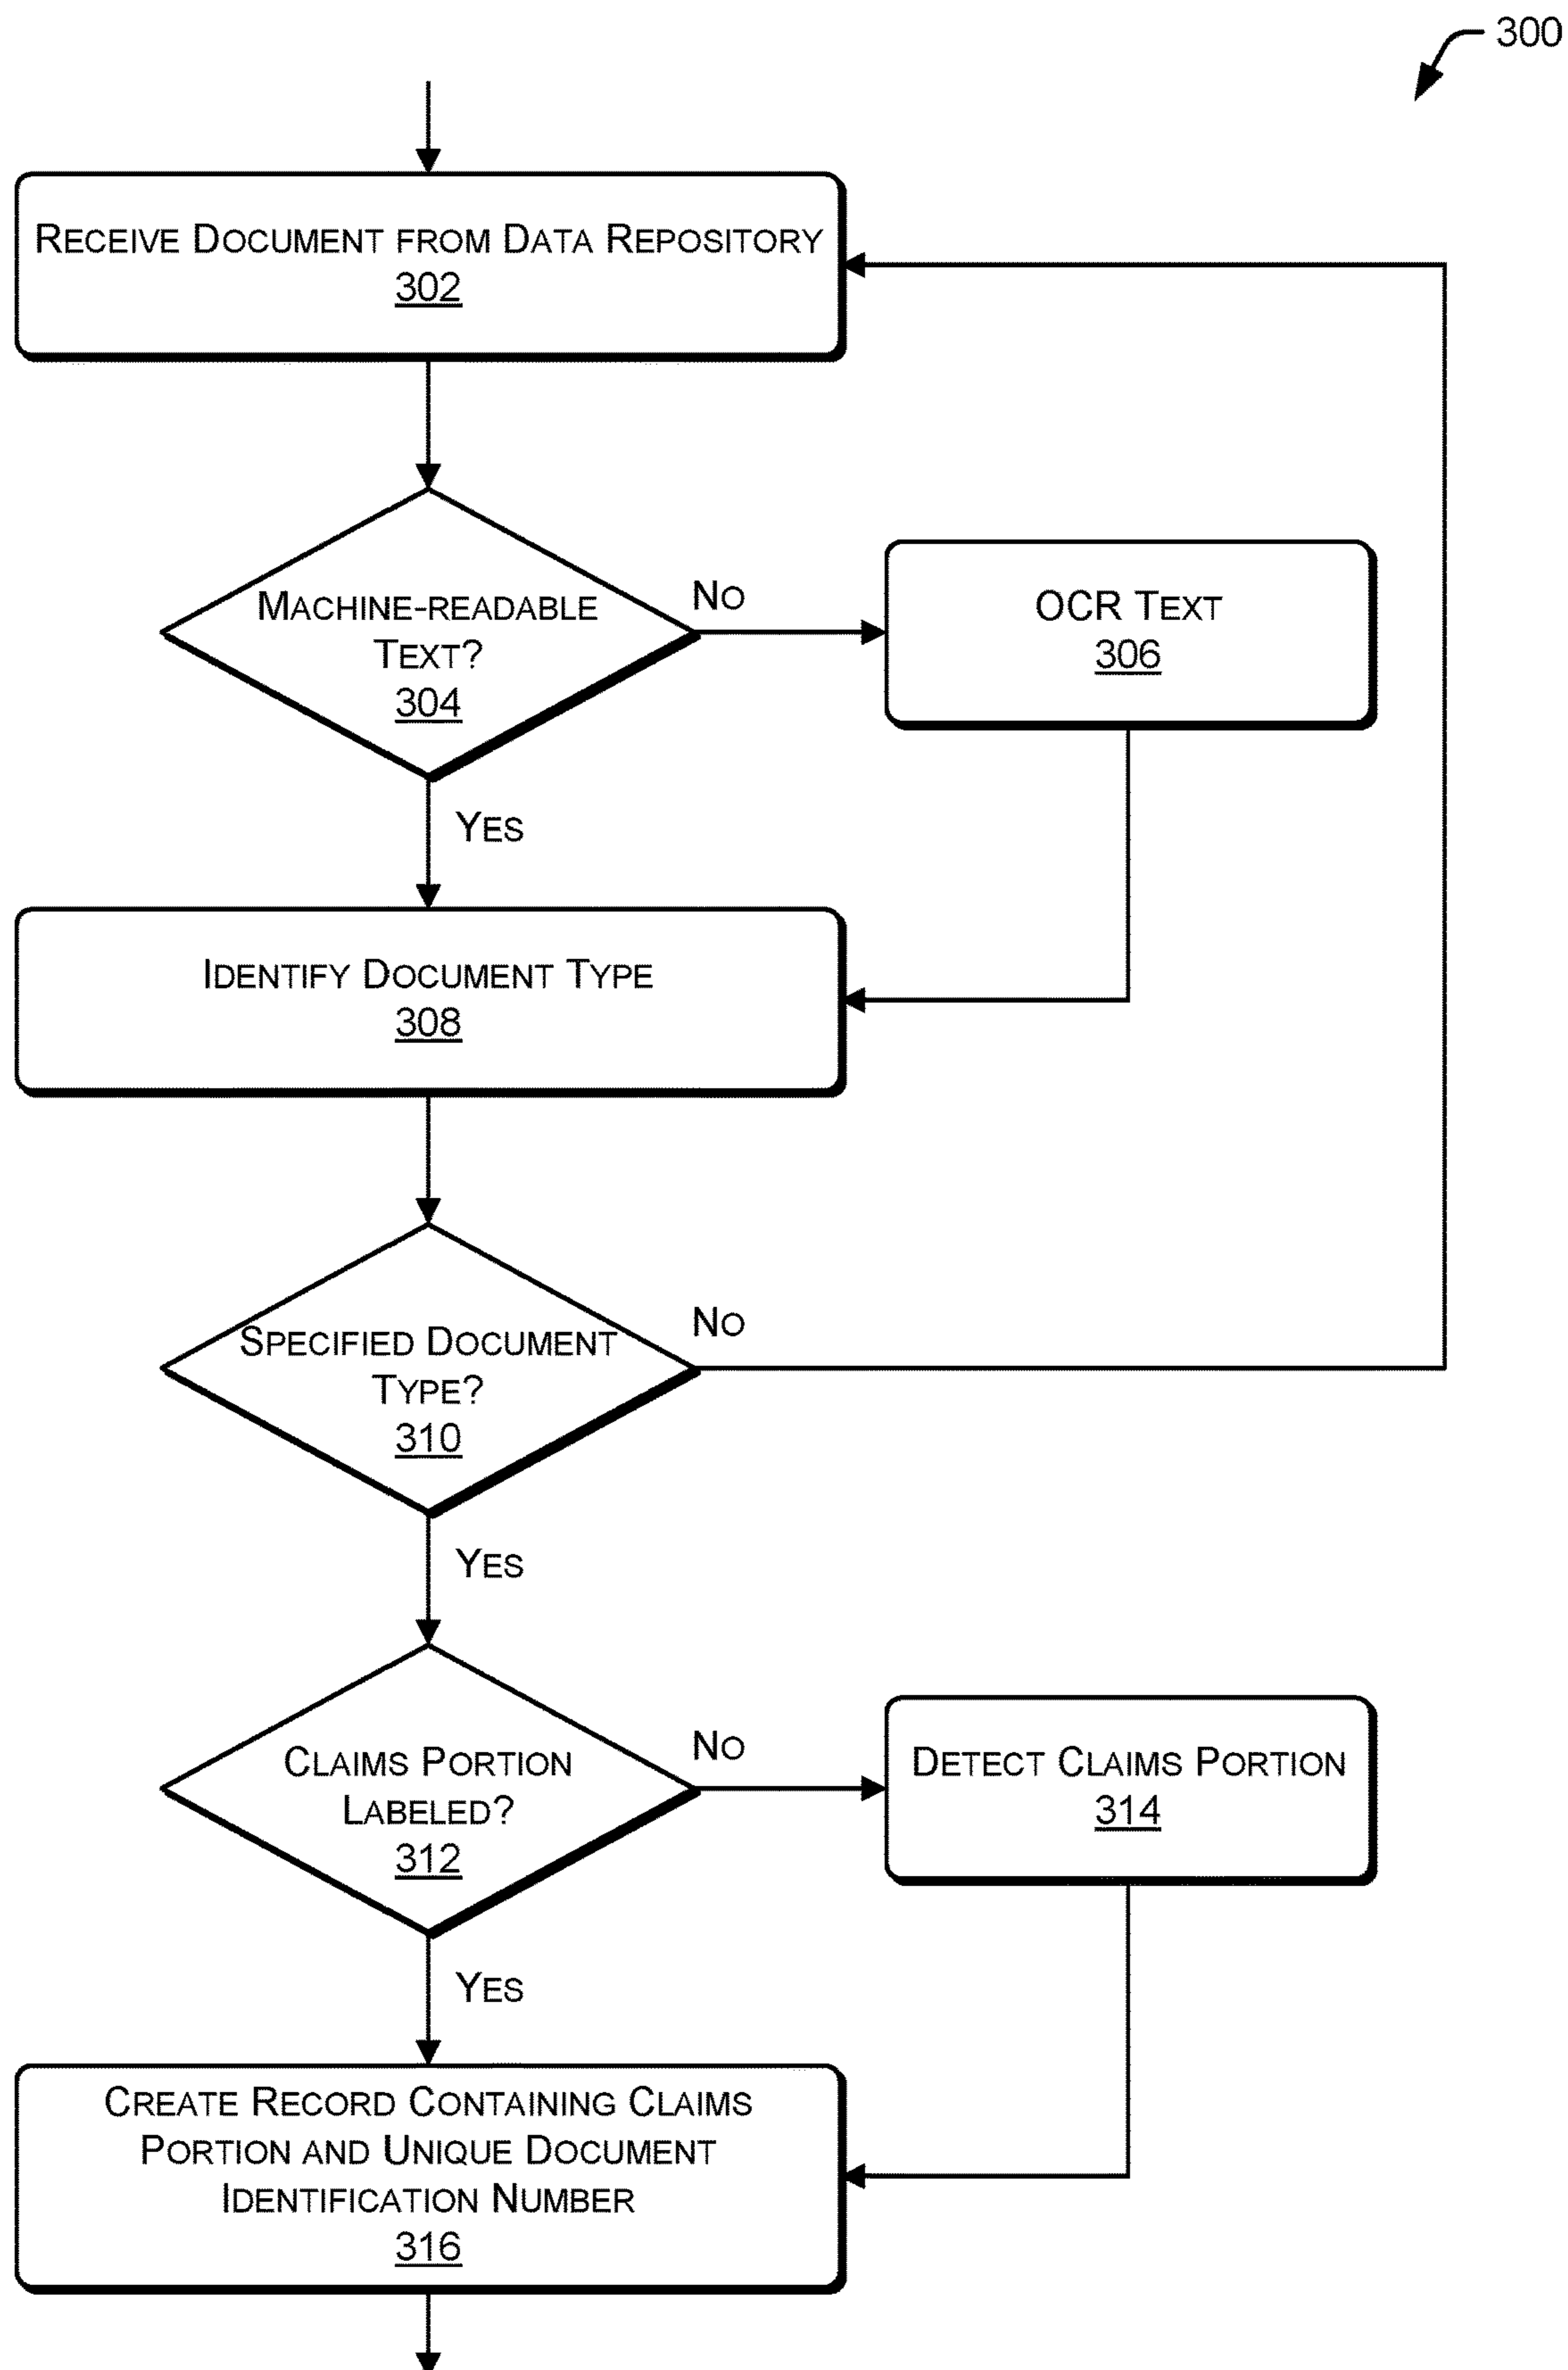 300
RECEIVE DOCUMENT FROM DATA REPOSITORY
302
MACHINE-READABLE
TEXT?
304
NO
OCR TEXT
306
YES
IDENTIFY DOCUMENT TYPE
308
SPECIFIED DOCUMENT
TYPE?
310
NO
YES
CLAIMS PORTION
LABELED?
312
NO
DETECT CLAIMS PORTION
314
YES
CREATE RECORD CONTAINING CLAIMS
PORTION AND UNIQUE DOCUMENT
IDENTIFICATION NUMBER
316